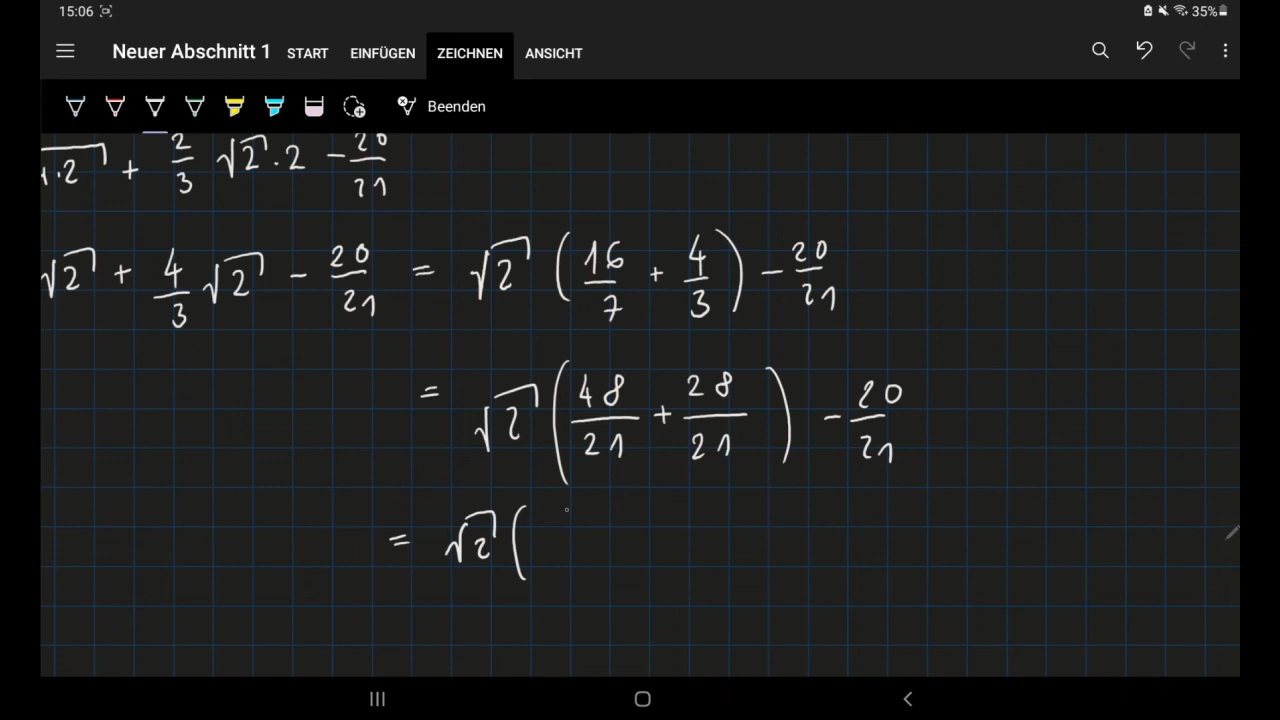 15:06 35%
Neuer Abschnitt 1 START EINFÜGEN ZEICHNEN ANSICHT
Beenden
·2 + 2/3 √2 · 2 − 20/21
√2 + 4/3 √2 − 20/21 = √2 ( 16/7 + 4/3 ) − 20/21
= √2 ( 48/21 + 28/21 ) − 20/21
= √2 (